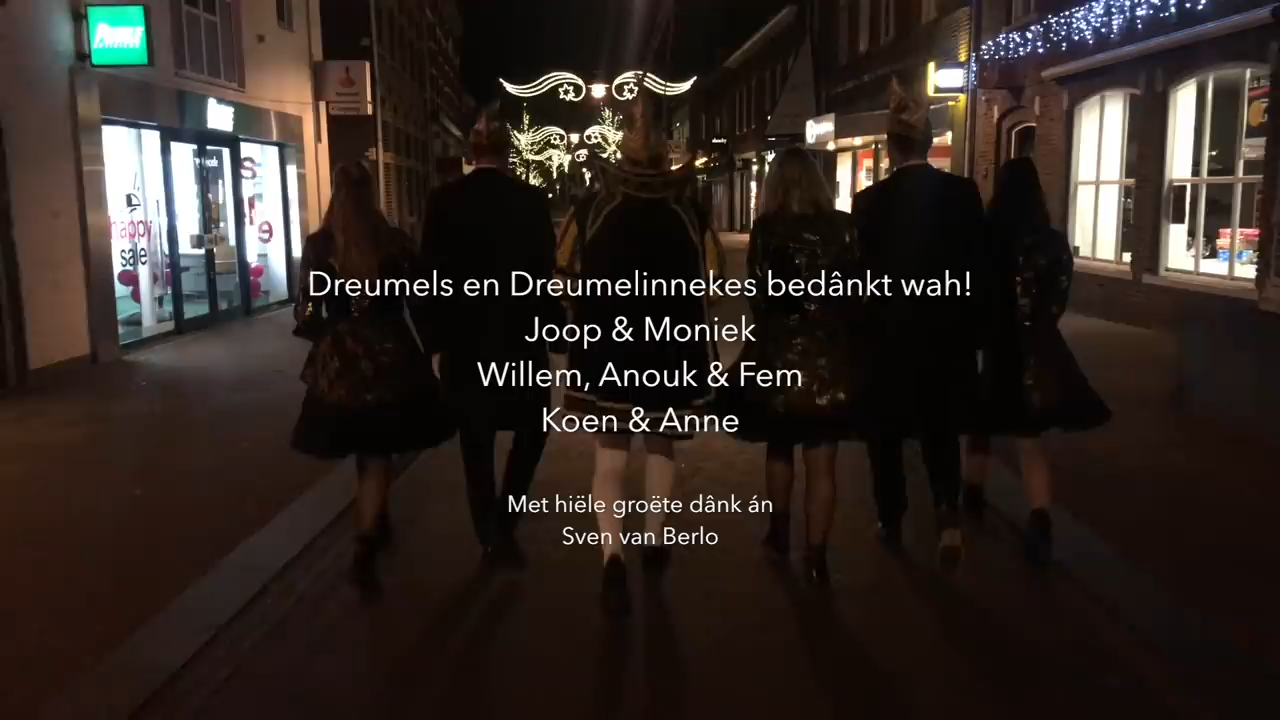 happy
sale
Dreumels en Dreumelinnekes bedânkt wah!
Joop & Moniek
Willem, Anouk & Fem
Koen & Anne
Met hiële groëte dânk án
Sven van Berlo